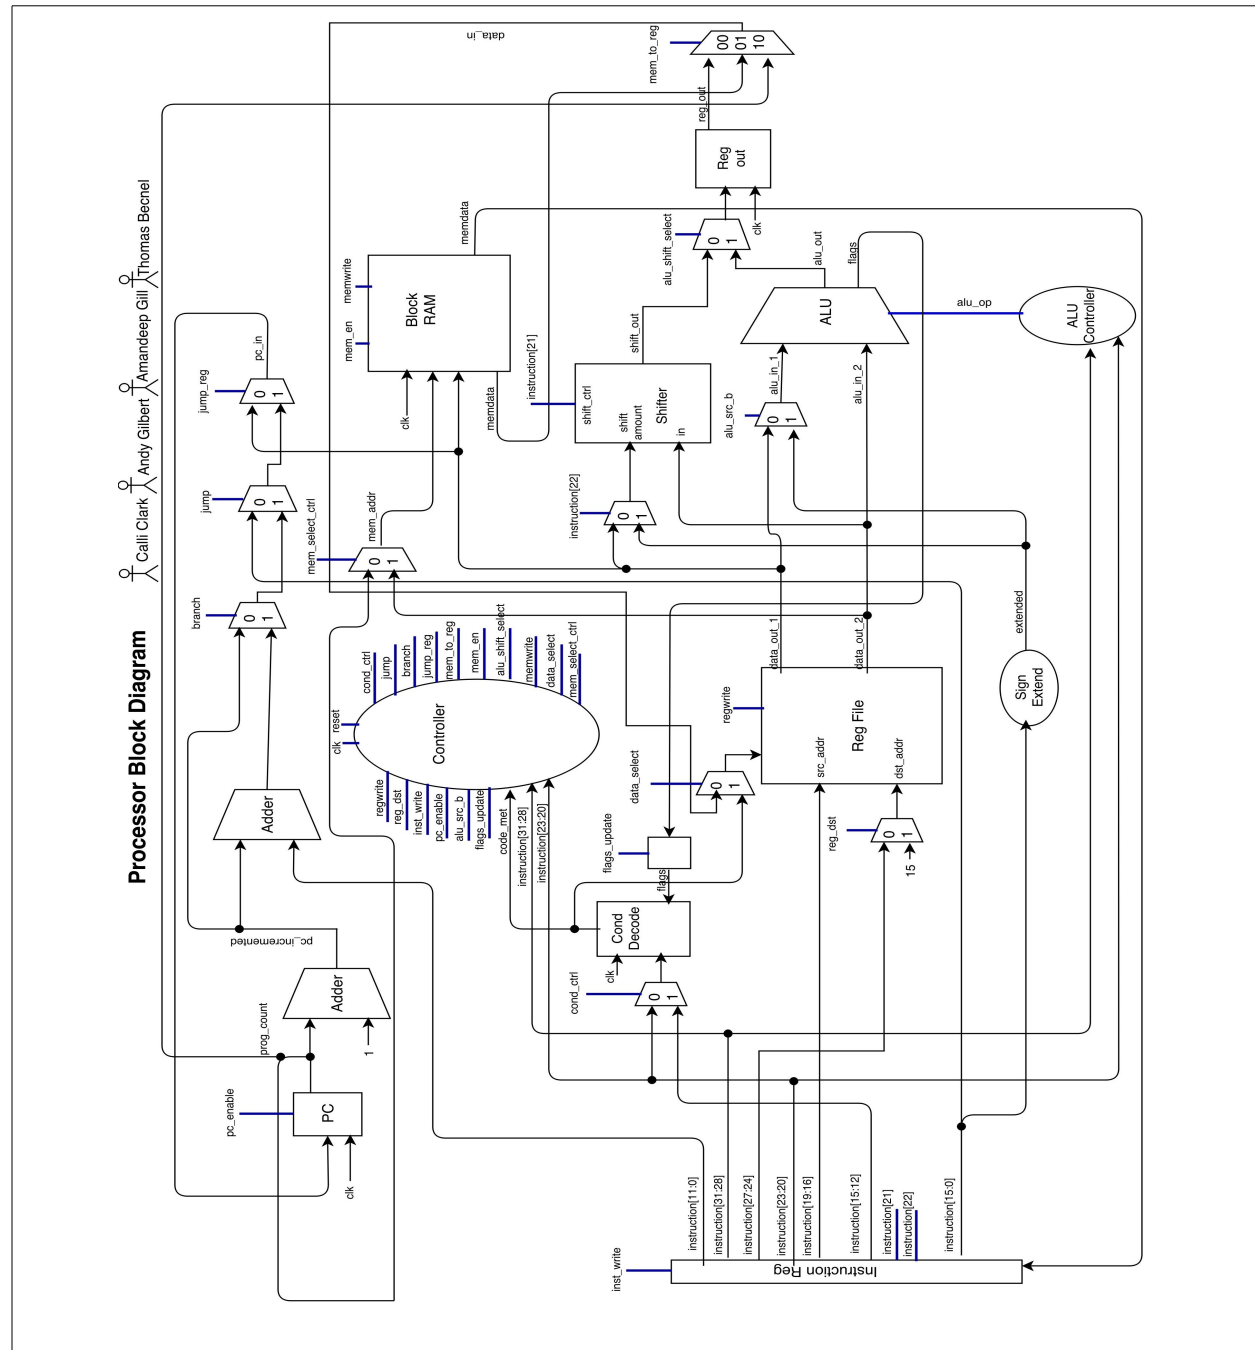 Processor Block Diagram
Calli Clark
Andy Gilbert
Amandeep Gill
Thomas Becnel
pc_enable
PC
clk
prog_count
1
Adder
pc_incremented
Adder
branch
0
1
jump
0
1
jump_reg
0
1
pc_in
mem_select_ctrl
0
1
mem_addr
clk
mem_en
memwrite
Block
RAM
memdata
memdata
data_in
mem_to_reg
00
01
10
clk
reset
Controller
cond_ctrl
jump
branch
jump_reg
mem_to_reg
mem_en
alu_shift_select
memwrite
data_select
mem_select_ctrl
regwrite
reg_dst
inst_write
pc_enable
alu_src_b
flags_update
code_met
instruction[31:28]
instruction[23:20]
instruction[21]
shift_ctrl
shift
amount
Shifter
in
shift_out
instruction[22]
0
1
alu_shift_select
0
1
Reg
out
clk
reg_out
alu_src_b
0
1
alu_in_1
alu_in_2
ALU
alu_out
flags
alu_op
ALU
Controller
cond_ctrl
0
1
clk
Cond
Decode
flags
flags_update
data_select
0
1
regwrite
Reg File
src_addr
dst_addr
data_out_1
data_out_2
reg_dst
0
1
15
Sign
Extend
extended
inst_write
Instruction Reg
instruction[11:0]
instruction[31:28]
instruction[27:24]
instruction[23:20]
instruction[19:16]
instruction[15:12]
instruction[21]
instruction[22]
instruction[15:0]